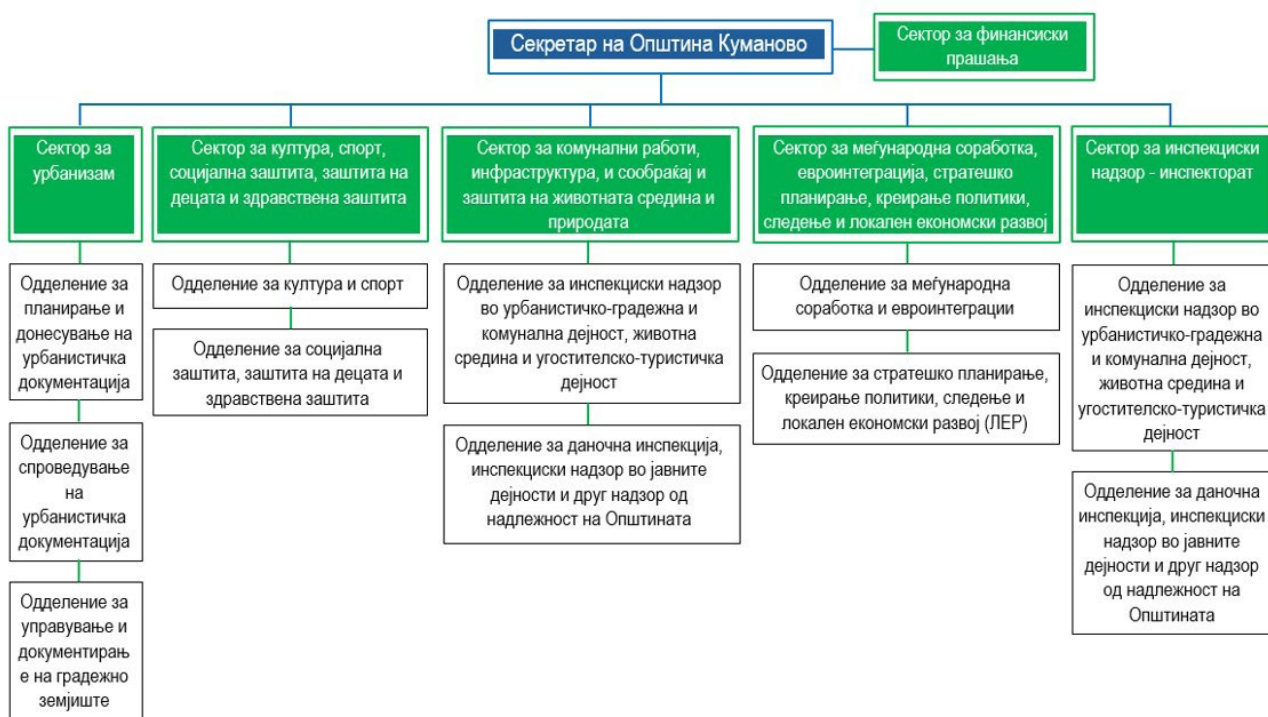 Секретар на Општина Куманово
Сектор за финансиски
прашања
Сектор за
урбанизам
Одделение за
планирање и
донесување на
урбанистичка
документација
Одделение за
спроведување
на
урбанистичка
документација
Одделение за
управување и
документирањ
е на градежно
земјиште
Сектор за култура, спорт,
социјална заштита, заштита на
децата и здравствена заштита
Одделение за култура и спорт
Одделение за социјална
заштита, заштита на децата и
здравствена заштита
Сектор за комунални работи,
инфраструктура, и сообраќај и
заштита на животната средина и
природата
Одделение за инспекциски надзор
во урбанистичко-градежна и
комунална дејност, животна
средина и угостителско-туристичка
дејност
Одделение за даночна инспекција,
инспекциски надзор во јавните
дејности и друг надзор од
надлежност на Општината
Сектор за меѓународна соработка,
евроинтеграција, стратешко
планирање, креирање политики,
следење и локален економски развој
Одделение за меѓународна
соработка и евроинтеграции
Одделение за стратешко планирање,
креирање политики, следење и
локален економски развој (ЛЕР)
Сектор за инспекциски
надзор - инспекторат
Одделение за
инспекциски надзор во
урбанистичко-градежна
и комунална дејност,
животна средина и
угостителско-туристичка
дејност
Одделение за даночна
инспекција, инспекциски
надзор во јавните
дејности и друг надзор
од надлежност на
Општината